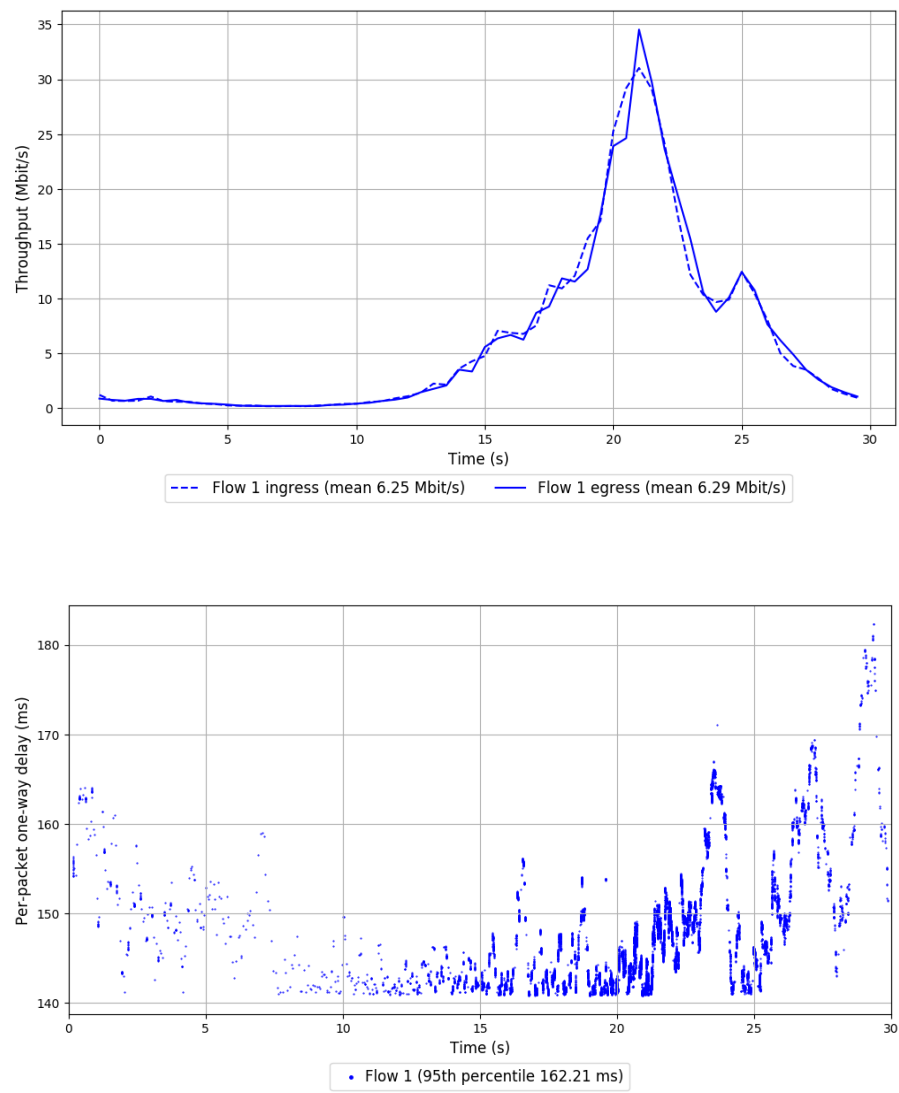 35
30
25
20
15
10
5
0
Throughput (Mbit/s)
0 5 10 15 20 25 30
Time (s)
Flow 1 ingress (mean 6.25 Mbit/s) Flow 1 egress (mean 6.29 Mbit/s)
180
170
160
150
140
Per-packet one-way delay (ms)
0 5 10 15 20 25 30
Time (s)
Flow 1 (95th percentile 162.21 ms)